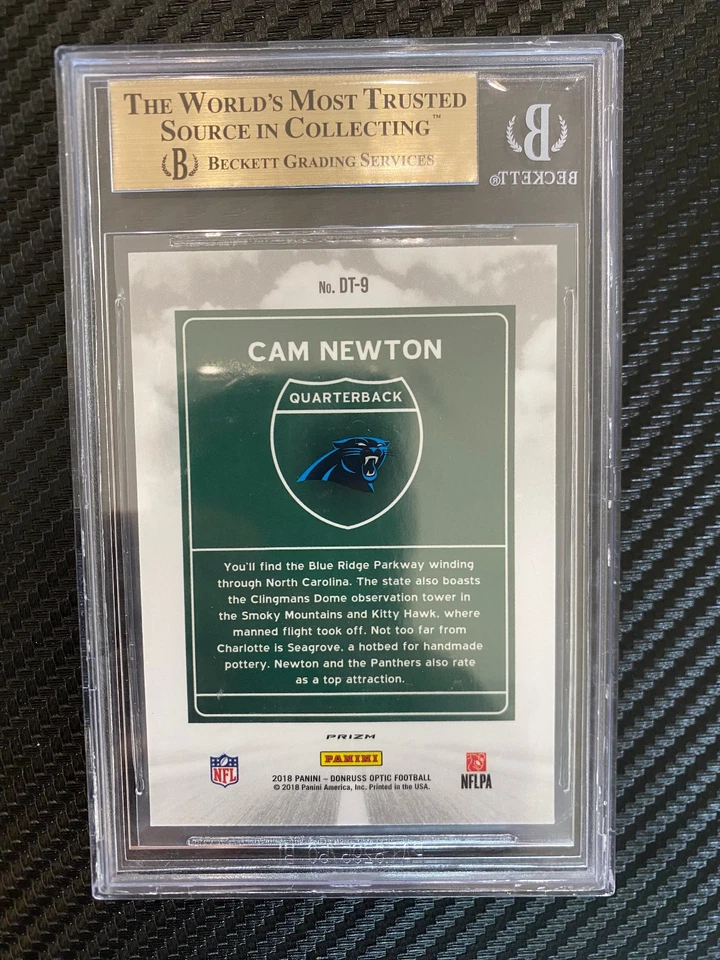 THE WORLD'S MOST TRUSTED
SOURCE IN COLLECTING™
B BECKETT GRADING SERVICES
B
BECKETT®
No. DT-9
CAM NEWTON
QUARTERBACK
You'll find the Blue Ridge Parkway winding
through North Carolina. The state also boasts
the Clingmans Dome observation tower in
the Smoky Mountains and Kitty Hawk, where
manned flight took off. Not too far from
Charlotte is Seagrove, a hotbed for handmade
pottery. Newton and the Panthers also rate
as a top attraction.
PRIZM
NFL
PANINI
NFLPA
2018 PANINI – DONRUSS OPTIC FOOTBALL
© 2018 Panini America, Inc. Printed in the USA.